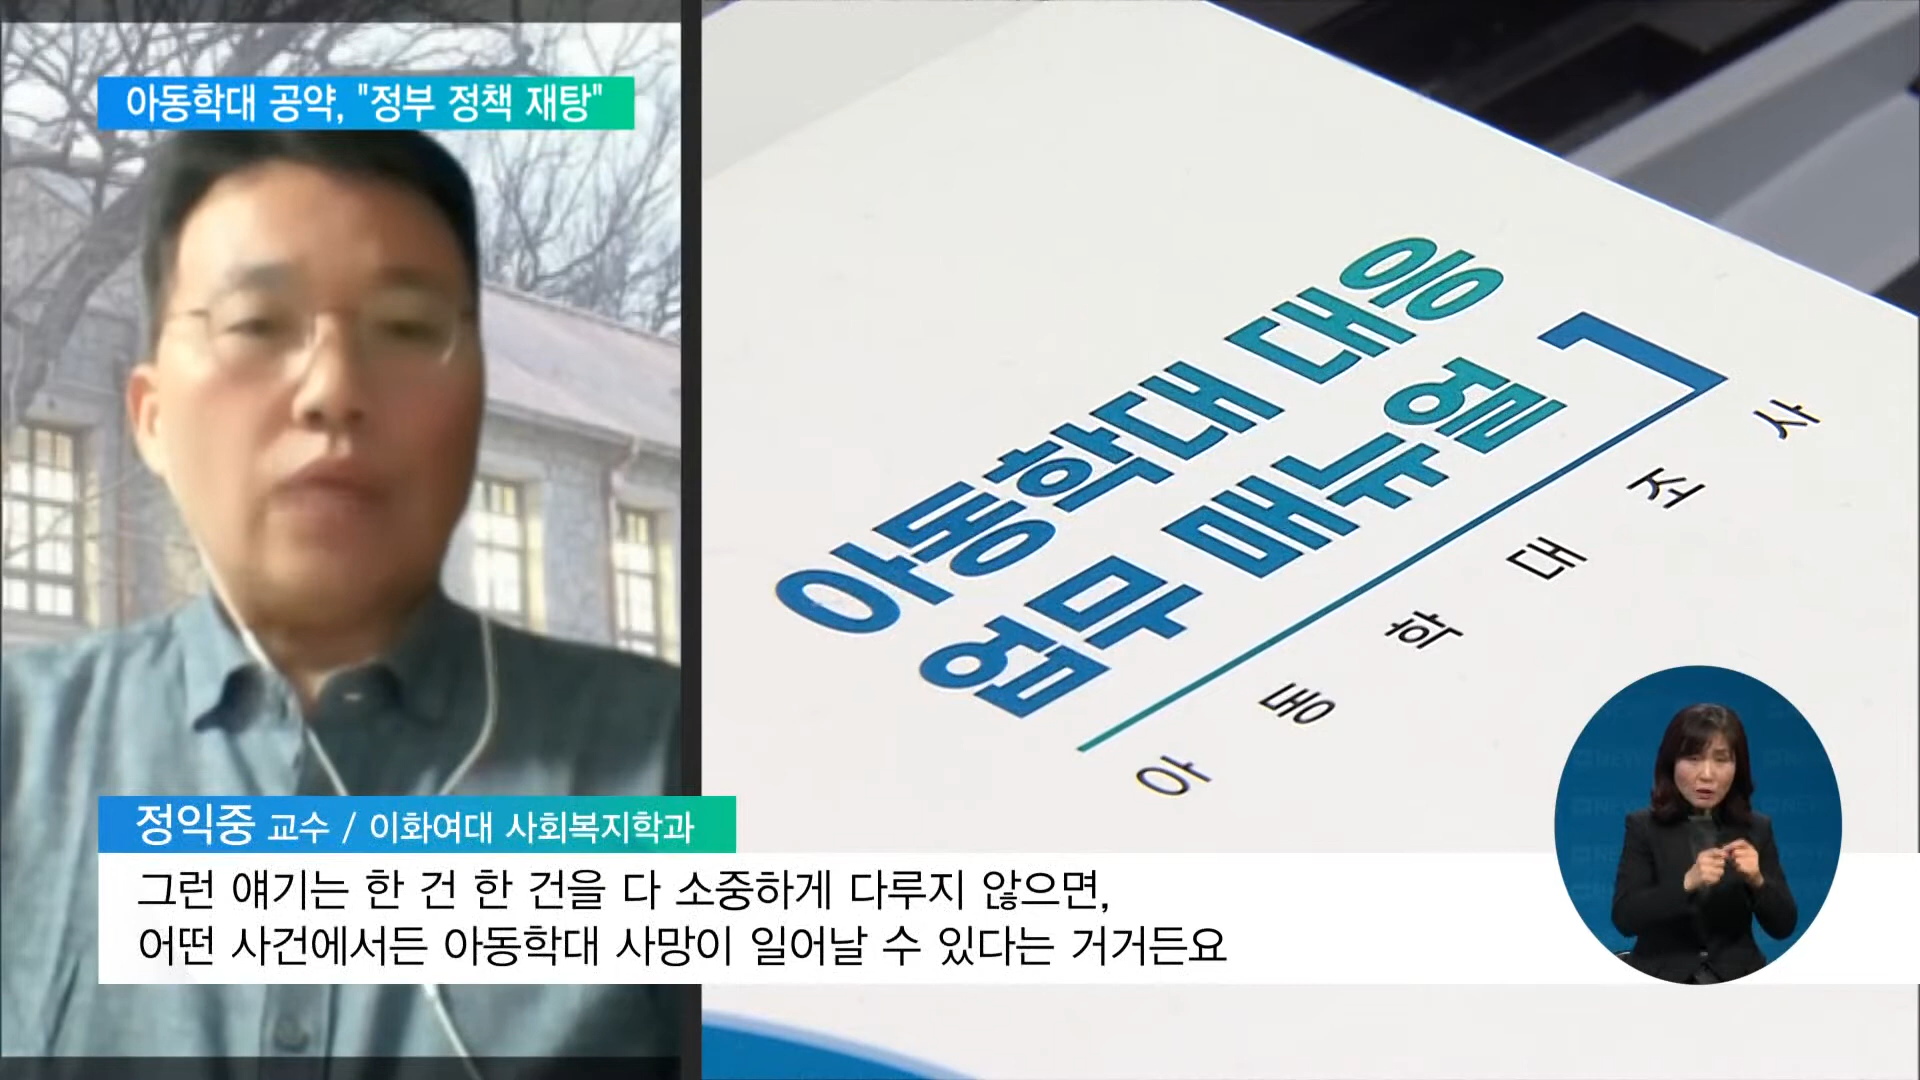 아동학대 공약, "정부 정책 재탕"
아동학대 대응
업무 매뉴얼
아동학대조사
정익중 교수 / 이화여대 사회복지학과
그런 얘기는 한 건 한 건을 다 소중하게 다루지 않으면,
어떤 사건에서든 아동학대 사망이 일어날 수 있다는 거거든요